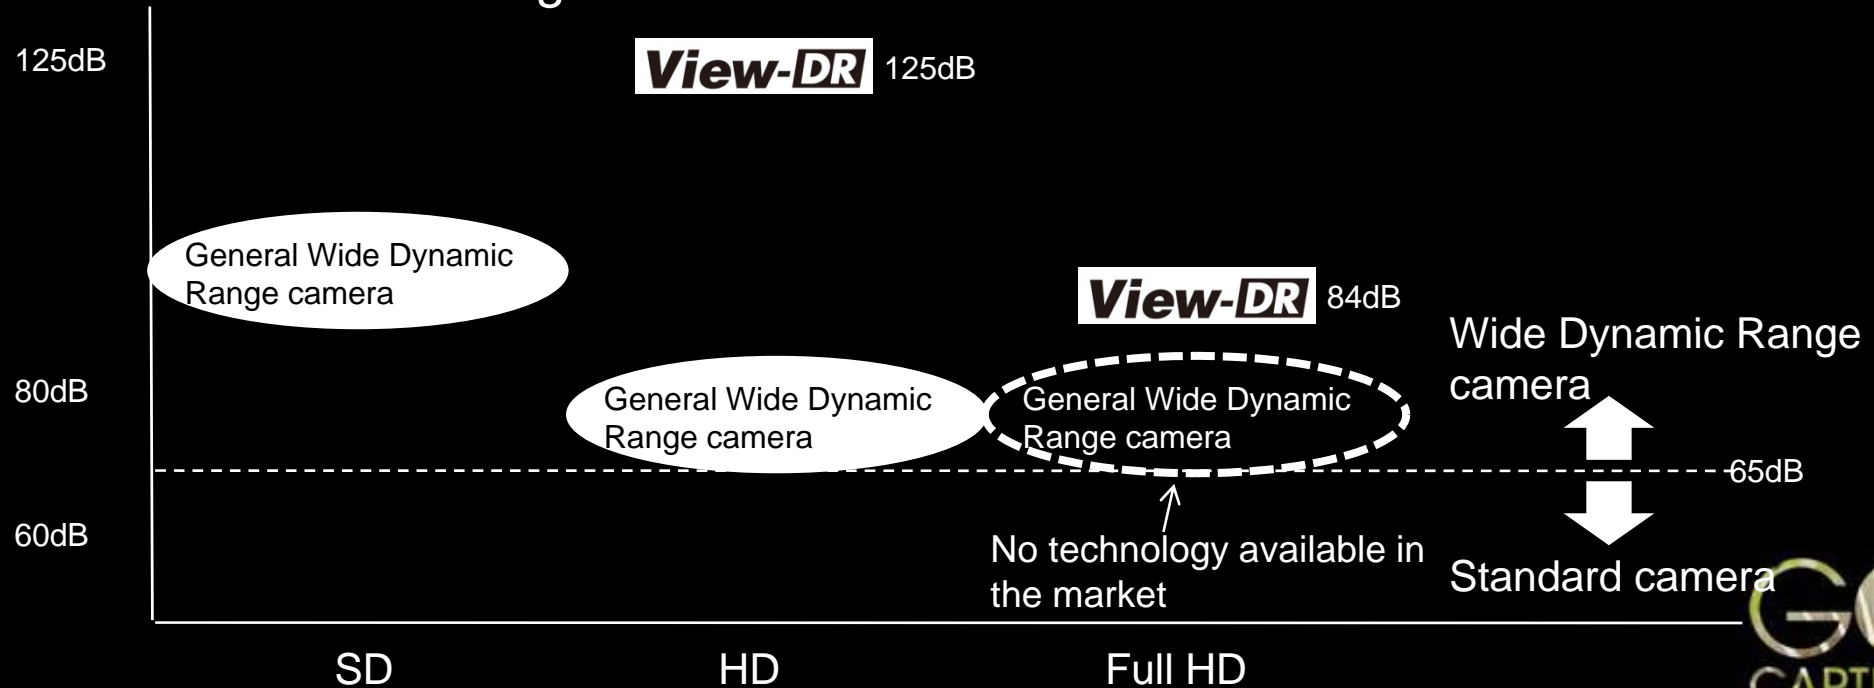 125dB
View-DR 125dB
General Wide Dynamic
Range camera
View-DR 84dB
Wide Dynamic Range
camera
80dB
General Wide Dynamic
Range camera
General Wide Dynamic
Range camera
65dB
60dB
No technology available in
the market
Standard camera
SD
HD
Full HD